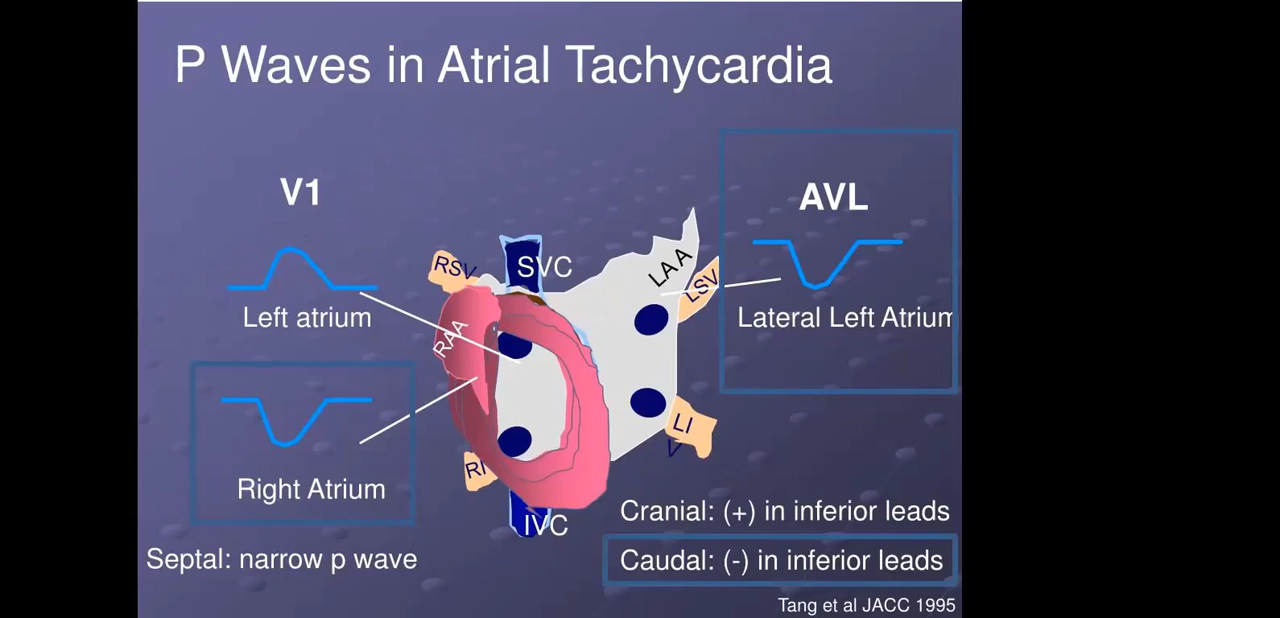 P Waves in Atrial Tachycardia
V1
AVL
RSV
SVC
LAA
LSV
Left atrium
Lateral Left Atrium
RAA
LI
V
RI
Right Atrium
IVC
Cranial: (+) in inferior leads
Septal: narrow p wave
Caudal: (-) in inferior leads
Tang et al JACC 1995